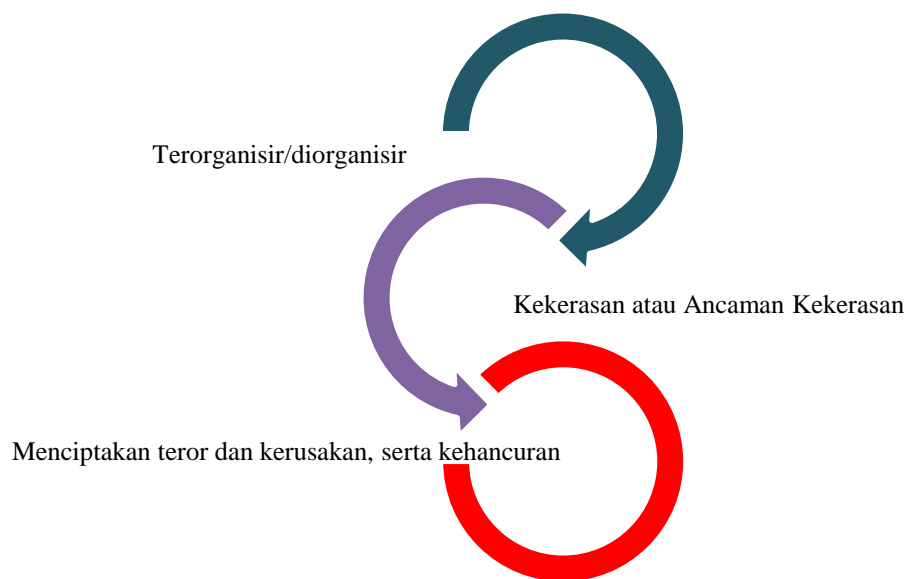 Terorganisir/diorganisir
Kekerasan atau Ancaman Kekerasan
Menciptakan teror dan kerusakan, serta kehancuran